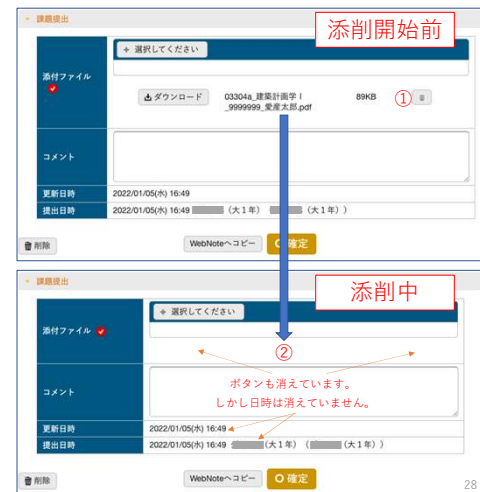 課題提出
添削開始前
+ 選択してください
添付ファイル
ダウンロード
03304a_建築計画学Ⅰ
_9999999_愛産太郎.pdf
89KB
①
コメント
更新日時
2022/01/05(水) 16:49
提出日時
2022/01/05(水) 16:49 (大１年) ( (大１年) )
削除
WebNoteへコピー
確定
課題提出
添削中
+ 選択してください
添付ファイル
②
ボタンも消えています。
しかし日時は消えていません。
コメント
更新日時
2022/01/05(水) 16:49
提出日時
2022/01/05(水) 16:49 (大１年) ( (大１年) )
削除
WebNoteへコピー
確定
28